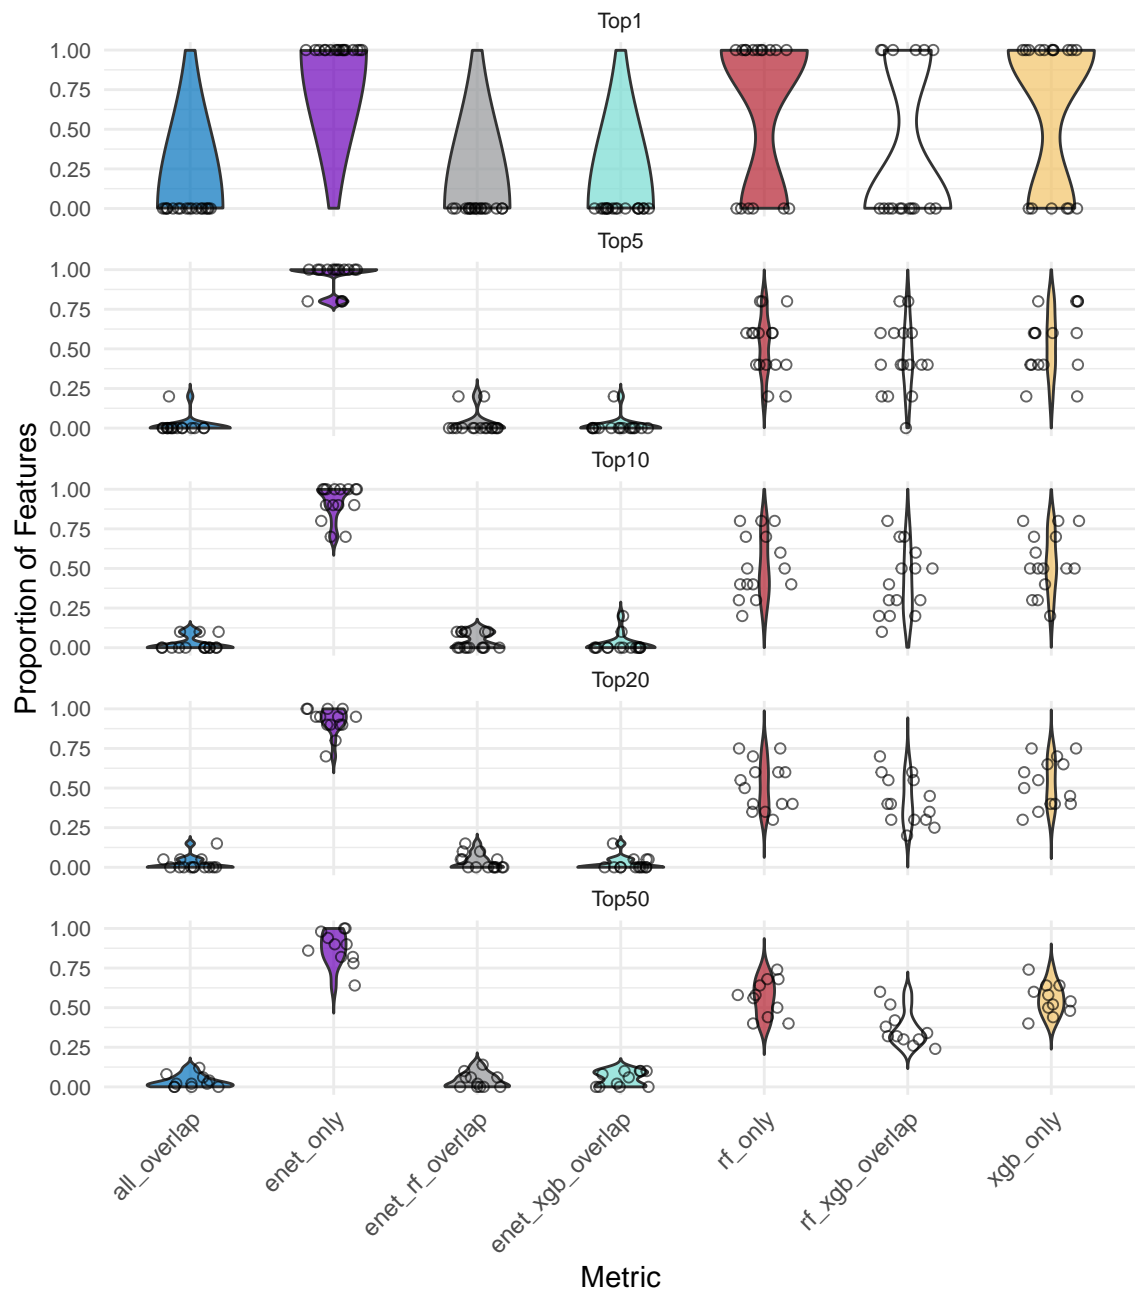 Top1
1.00
0.75
0.50
0.25
0.00
Top5
1.00
0.75
0.50
0.25
0.00
Top10
1.00
0.75
0.50
0.25
0.00
Top20
1.00
0.75
0.50
0.25
0.00
Top50
1.00
0.75
0.50
0.25
0.00
Proportion of Features
all_overlap
enet_only
enet_rf_overlap
enet_xgb_overlap
rf_only
rf_xgb_overlap
xgb_only
Metric